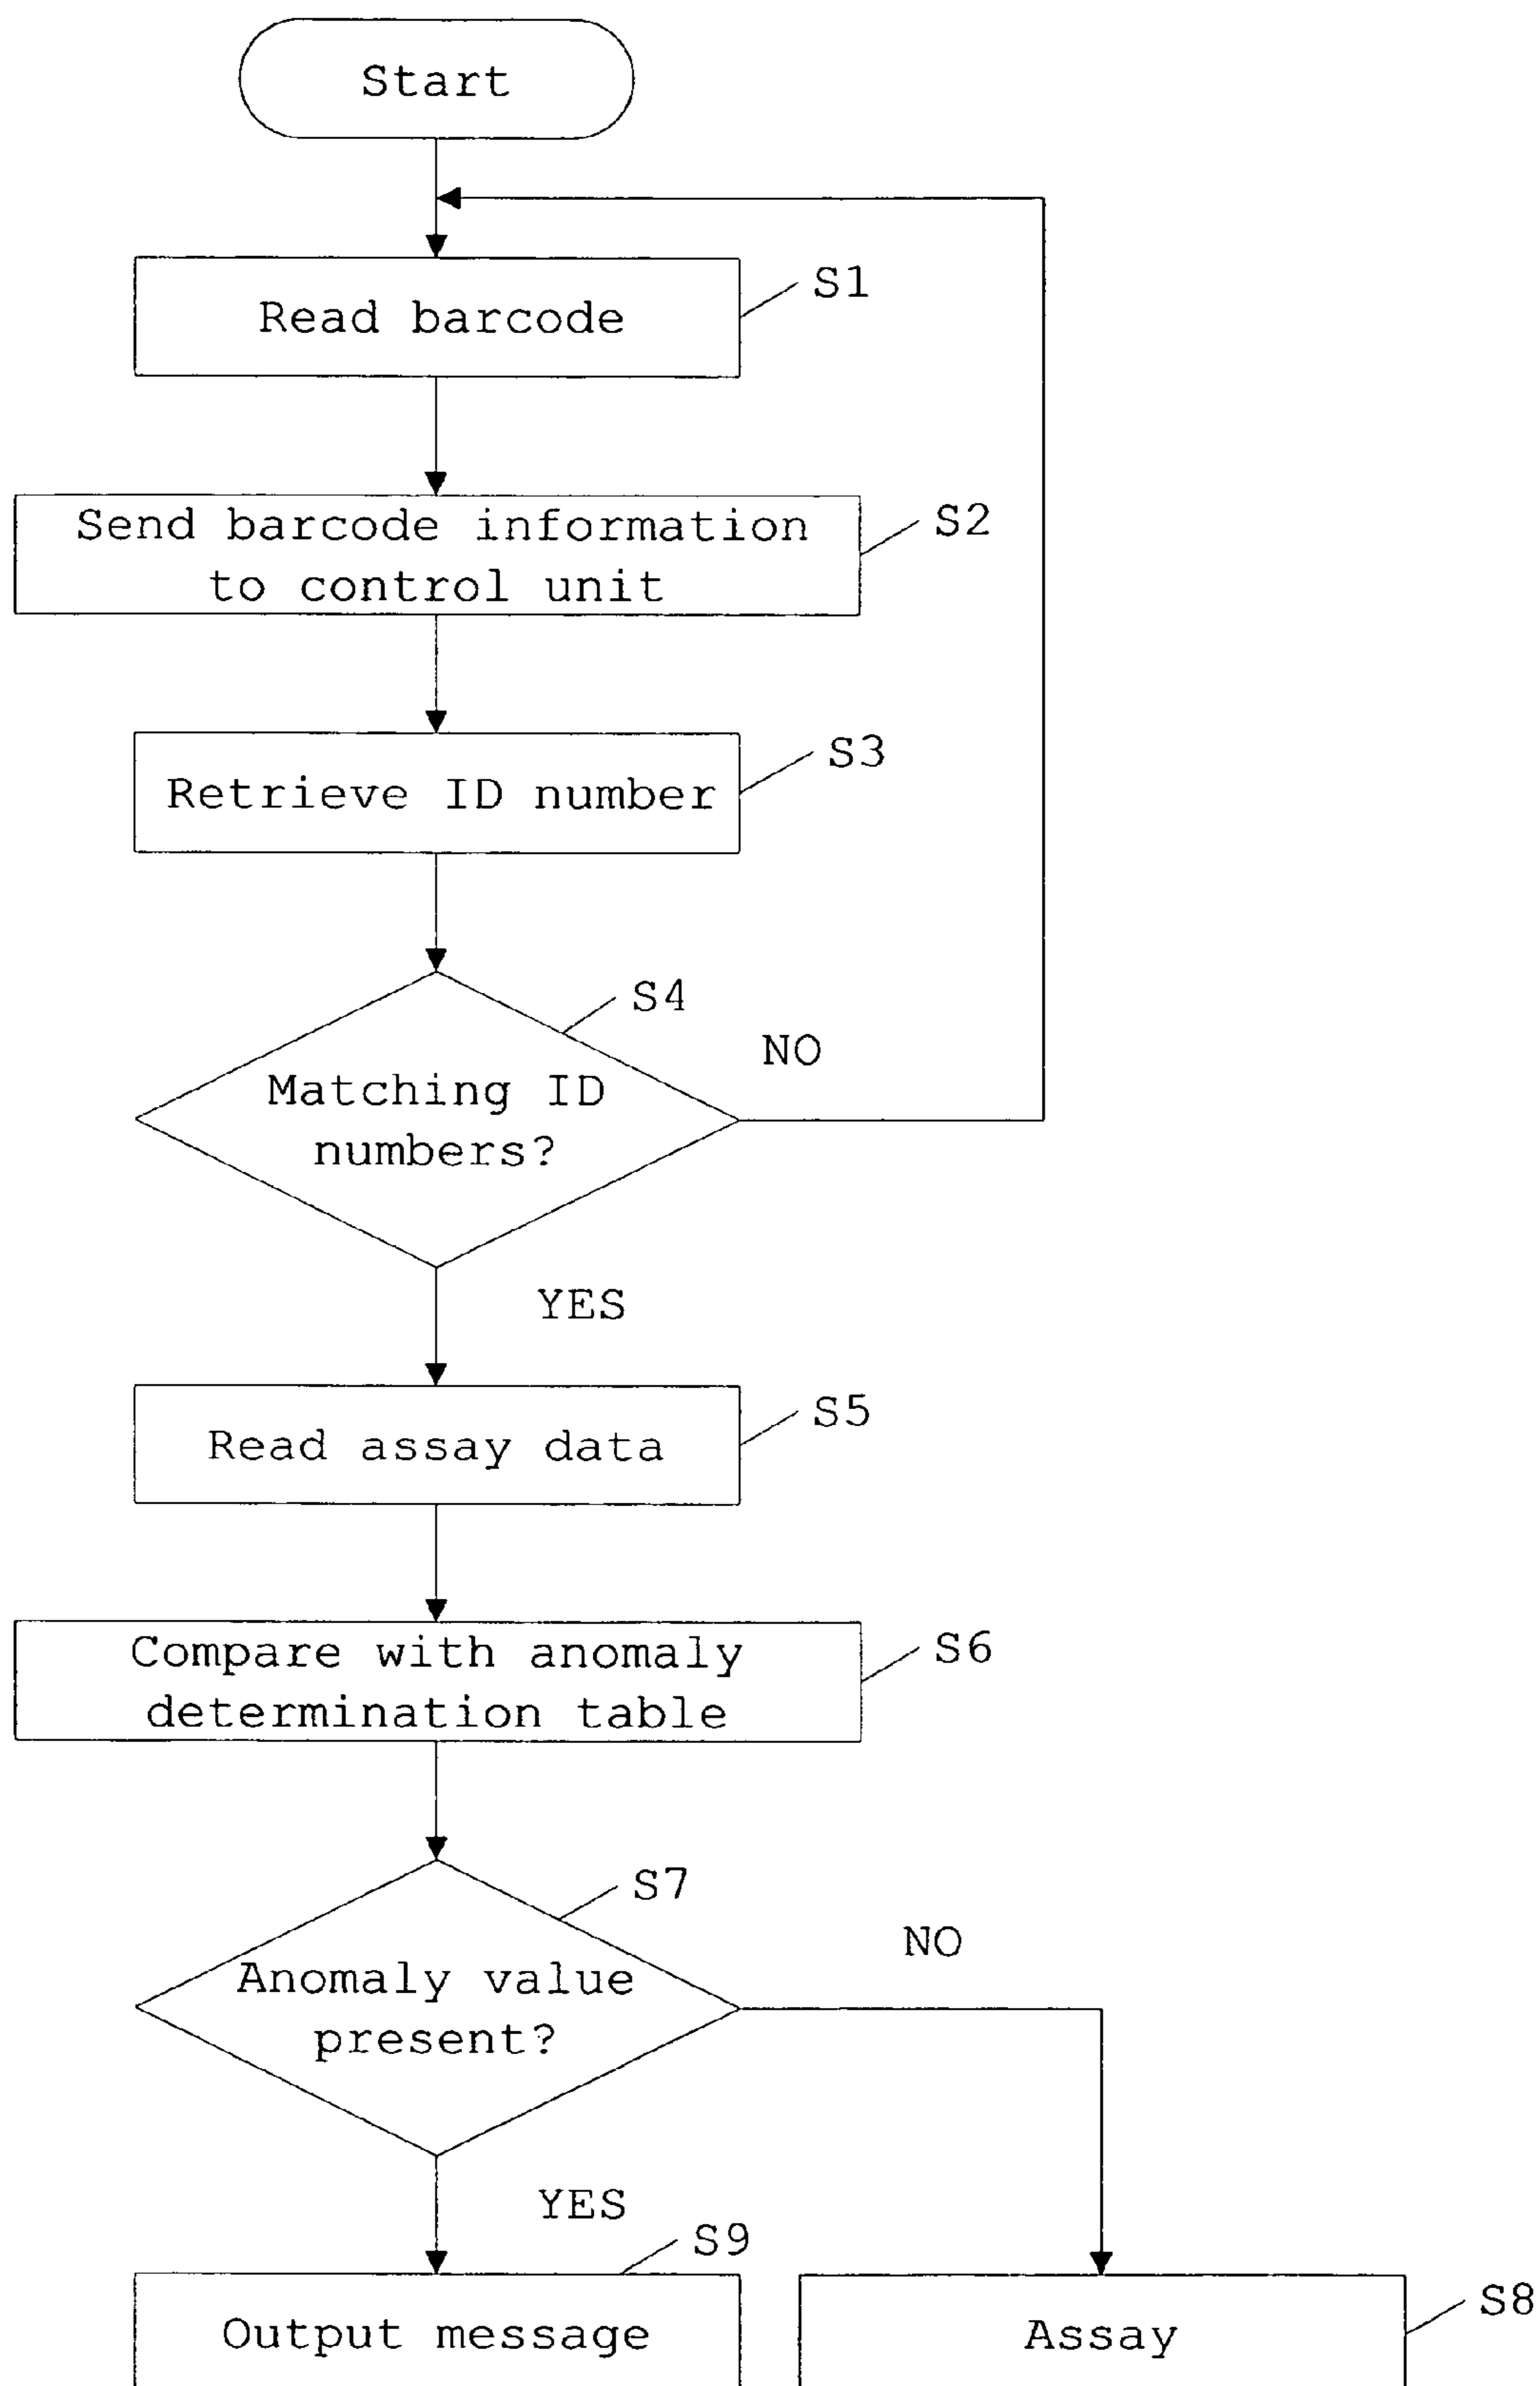 Start
Read barcode
S1
Send barcode information
to control unit
S2
Retrieve ID number
S3
S4
Matching ID
numbers?
NO
YES
Read assay data
S5
Compare with anomaly
determination table
S6
S7
Anomaly value
present?
NO
YES
S9
Output message
Assay
S8